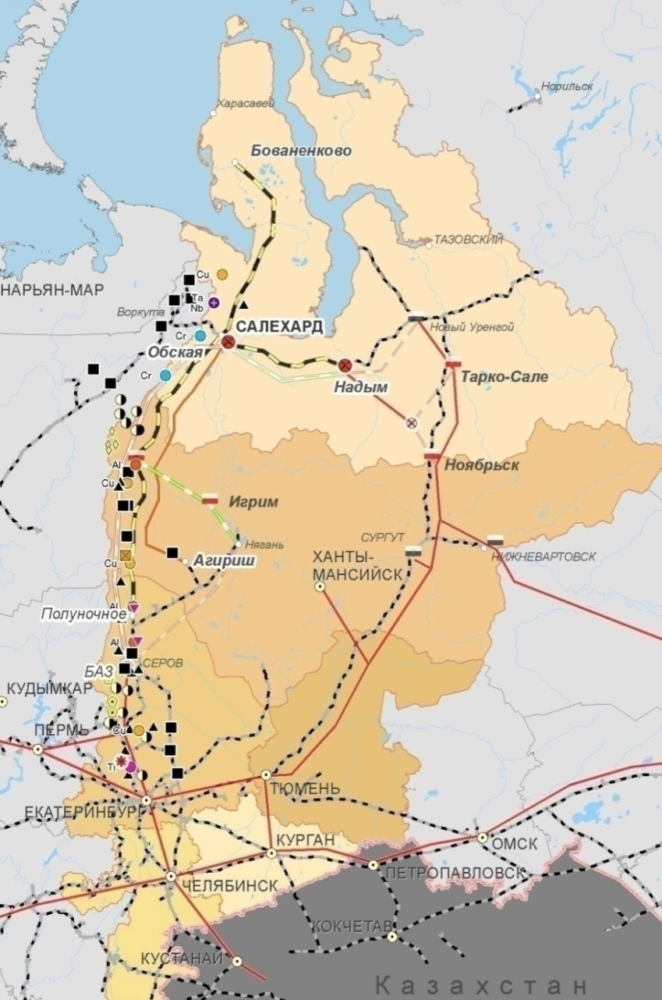 Норильск
Харасавей
Бованенково
ТАЗОВСКИЙ
Cu
НАРЬЯН-МАР
Ta
Nb
Воркута
САЛЕХАРД
Новый Уренгой
Cr
Обская
Тарко-Сале
Cr
Надым
Al
Ноябрьск
Cu
Игрим
СУРГУТ
Нягань
НИЖНЕВАРТОВСК
ХАНТЫ-
МАНСИЙСК
Агириш
Cu
Al
Полуночное
Al
СЕРОВ
БАЗ
КУДЫМКАР
ПЕРМЬ
Cu
Ti
ТЮМЕНЬ
ЕКАТЕРИНБУРГ
КУРГАН
ОМСК
ПЕТРОПАВЛОВСК
ЧЕЛЯБИНСК
КОКЧЕТАВ
КУСТАНАЙ
Казахстан